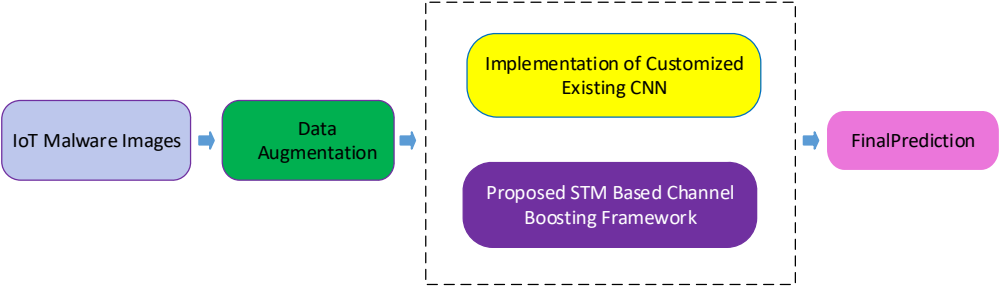 IoT Malware Images
Data
Augmentation
Implementation of Customized
Existing CNN
Proposed STM Based Channel
Boosting Framework
FinalPrediction